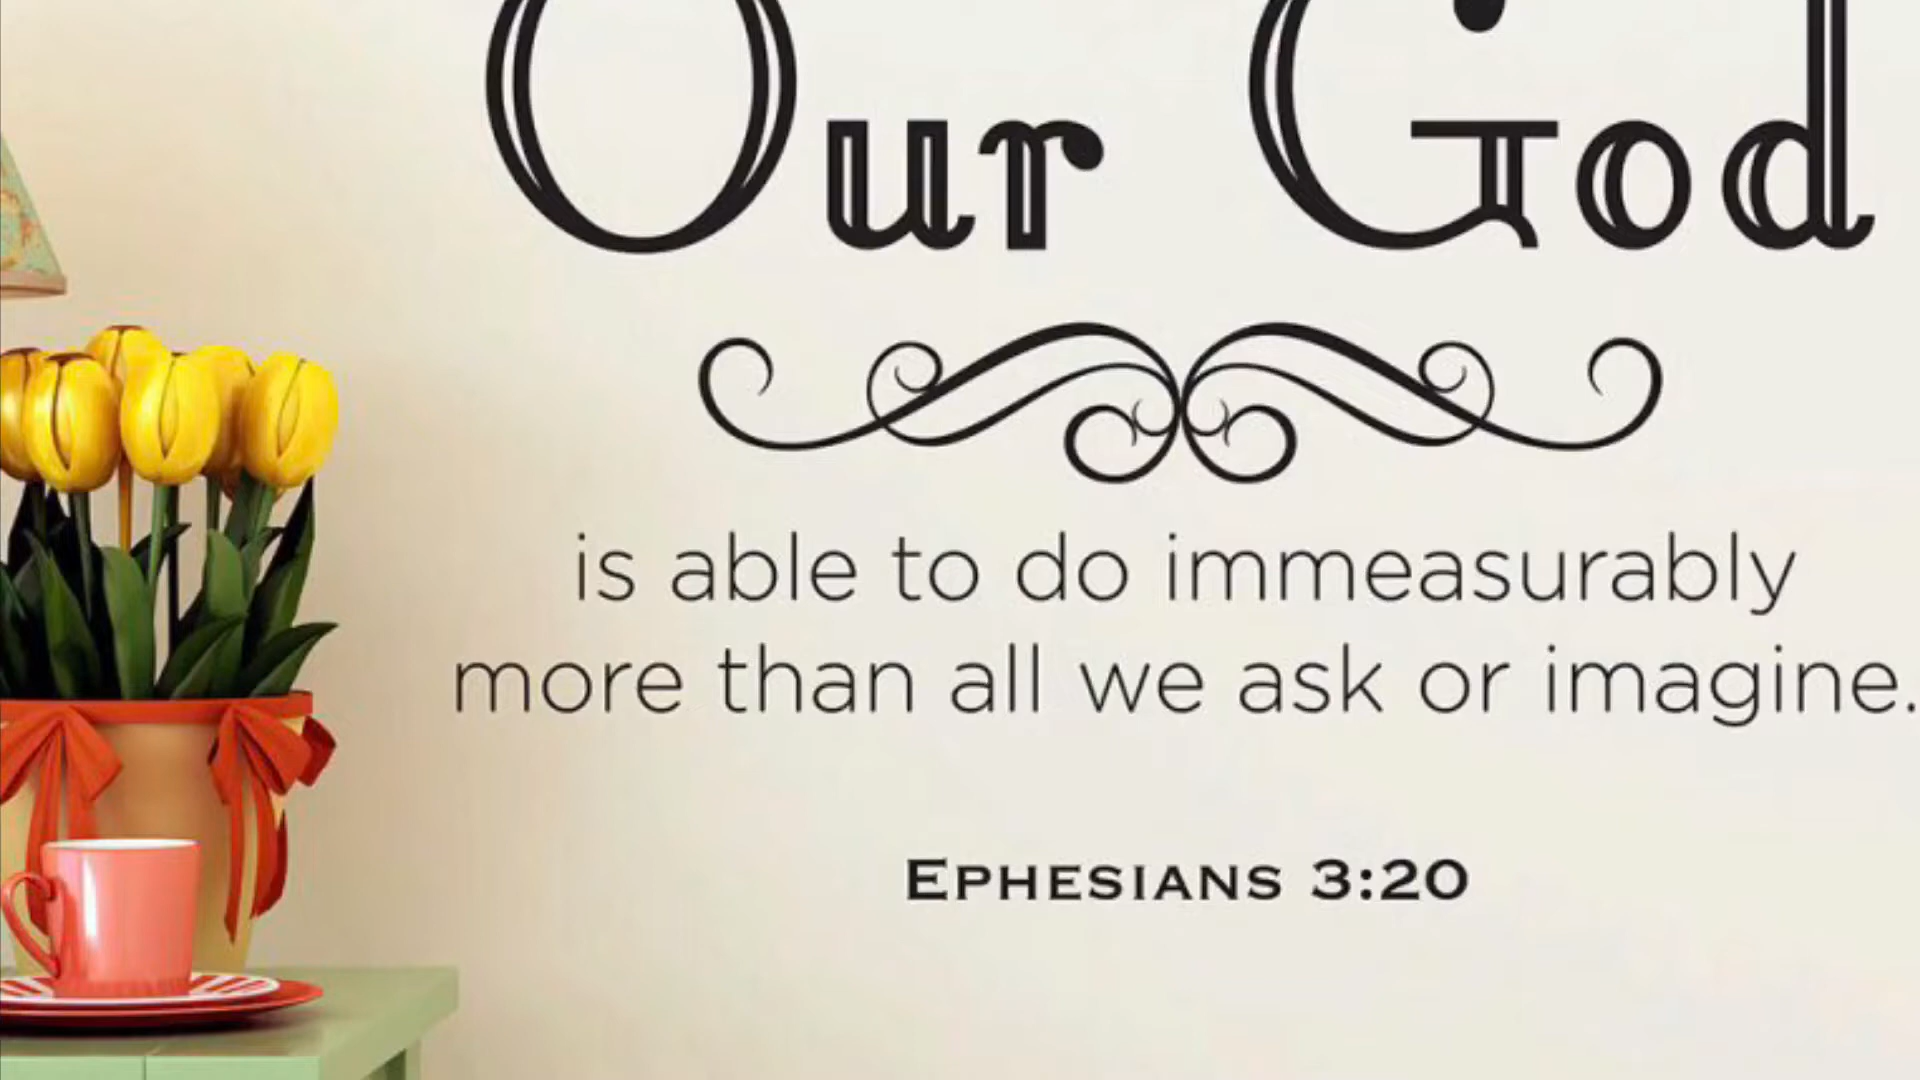 Our God
is able to do immeasurably
more than all we ask or imagine.
EPHESIANS 3:20